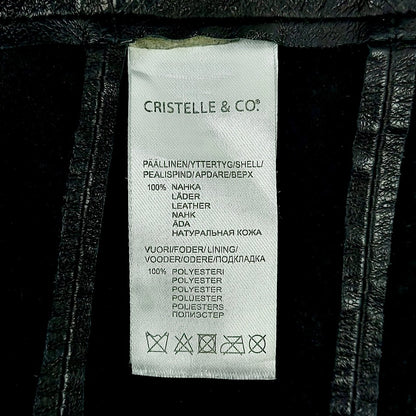 CRISTELLE & CO.®
PÄÄLLINEN/YTTERTYG/SHELL/
PEALISPIND/APDARE/ВЕРХ
100% NAHKA
LÄDER
LEATHER
NAHK
ĀDA
НАТУРАЛЬНАЯ КОЖА
VUORI/FODER/LINING/
VOODER/ODERE/ПОДКЛАДКА
100% POLYESTERI
POLYESTER
POLYESTER
POLÜESTER
POLIESTERS
ПОЛИЭСТЕР